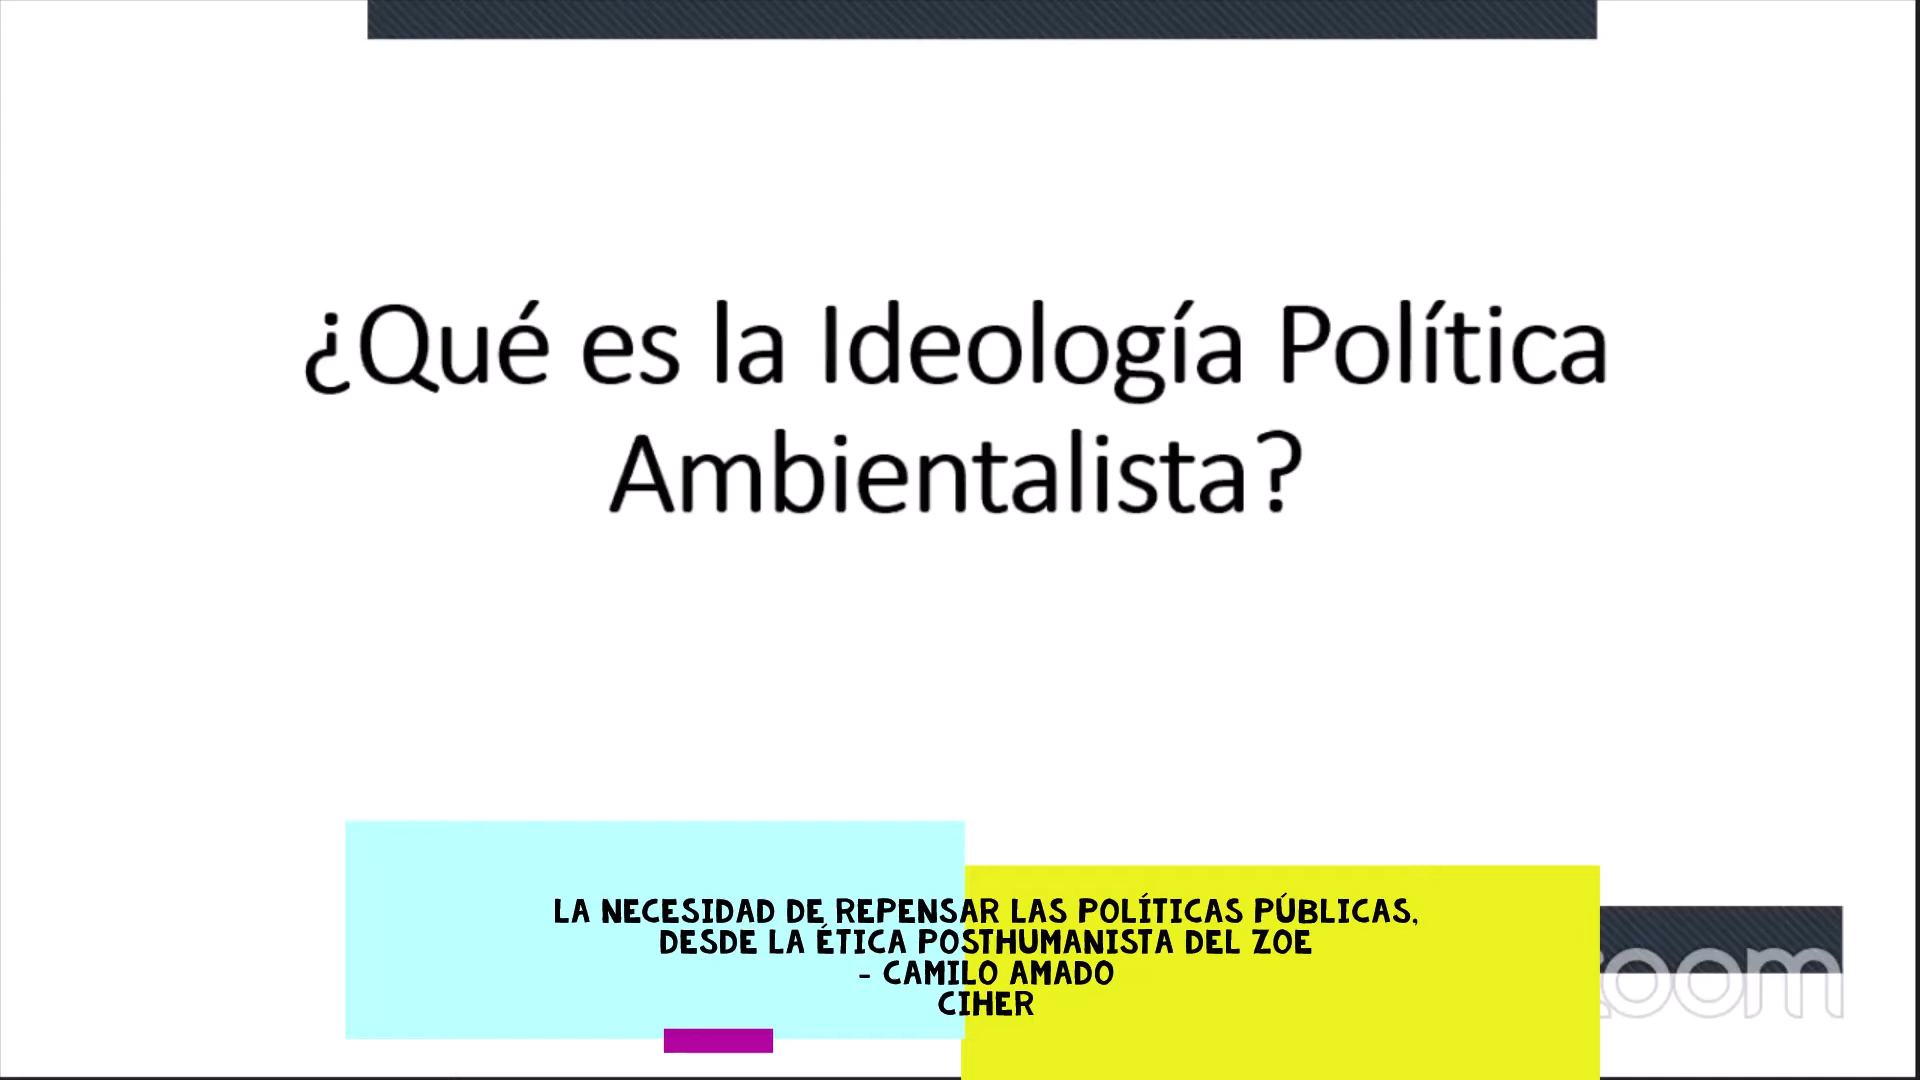 ¿Qué es la Ideología Política
Ambientalista?
LA NECESIDAD DE REPENSAR LAS POLÍTICAS PÚBLICAS,
DESDE LA ÉTICA POSTHUMANISTA DEL ZOE
- CAMILO AMADO
CIHER
zoom